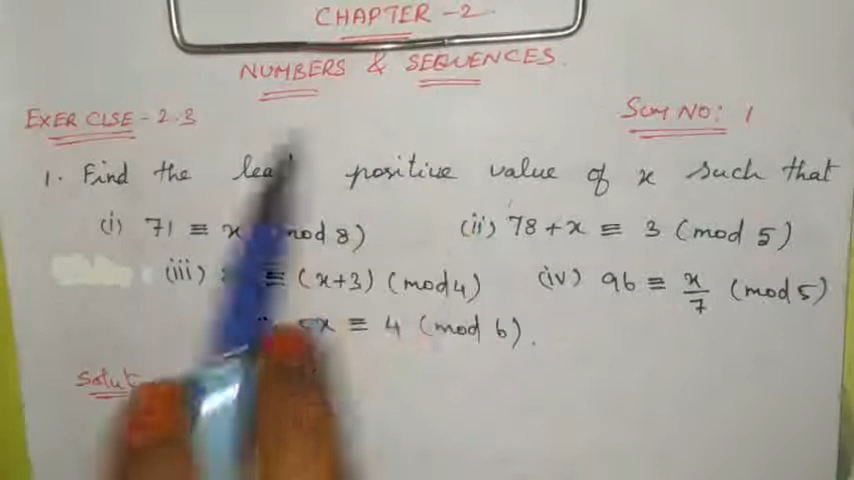 CHAPTER - 2
NUMBERS & SEQUENCES.
EXERCISE - 2.3 SUM NO: 1
1. Find the positive value of x such that
(i) 71 ≡ x mod 8) (ii) 78 + x ≡ 3 (mod 5)
(iii) ≡ (x+3) (mod 4) (iv) 96 ≡ x/7 (mod 5)
5x ≡ 4 (mod 6).